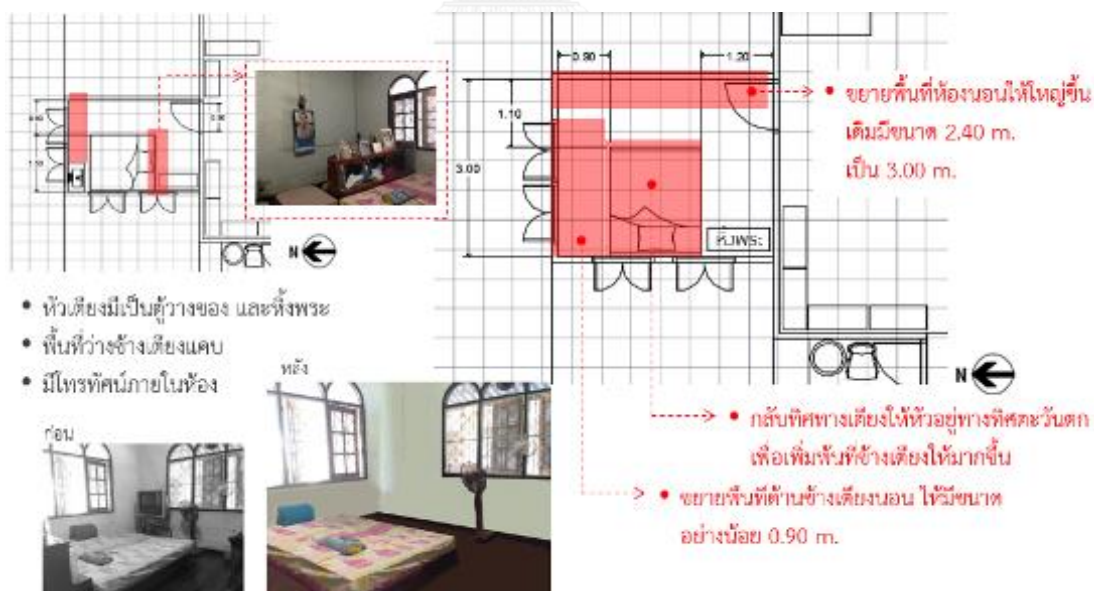 0.90
1.20
1.10
3.00
หิ้งพระ
N
N
• ขยายพื้นที่ห้องนอนให้ใหญ่ขึ้น
เดิมมีขนาด 2.40 m.
เป็น 3.00 m.
• หัวเตียงมีเป็นตู้วางของ และหิ้งพระ
• พื้นที่ว่างข้างเตียงแคบ
• มีโทรทัศน์ภายในห้อง
ก่อน
หลัง
• กลับทิศทางเตียงให้หัวอยู่ทางทิศตะวันตก
เพื่อเพิ่มพื้นที่ข้างเตียงให้มากขึ้น
• ขยายพื้นที่ด้านข้างเตียงนอน ให้มีขนาด
อย่างน้อย 0.90 m.